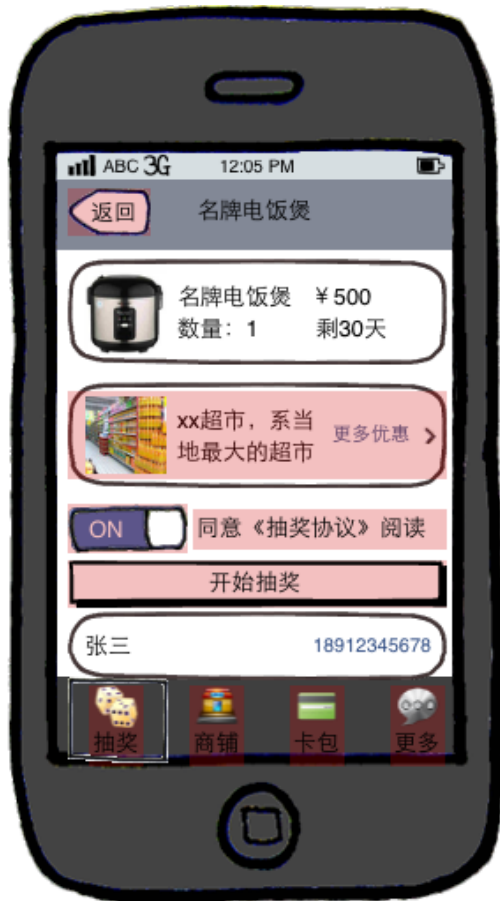 ABC 3G 12:05 PM
返回 名牌电饭煲
名牌电饭煲 ¥500
数量：1 剩30天
xx超市，系当
地最大的超市
更多优惠
ON 同意《抽奖协议》阅读
开始抽奖
张三 18912345678
抽奖 商铺 卡包 更多